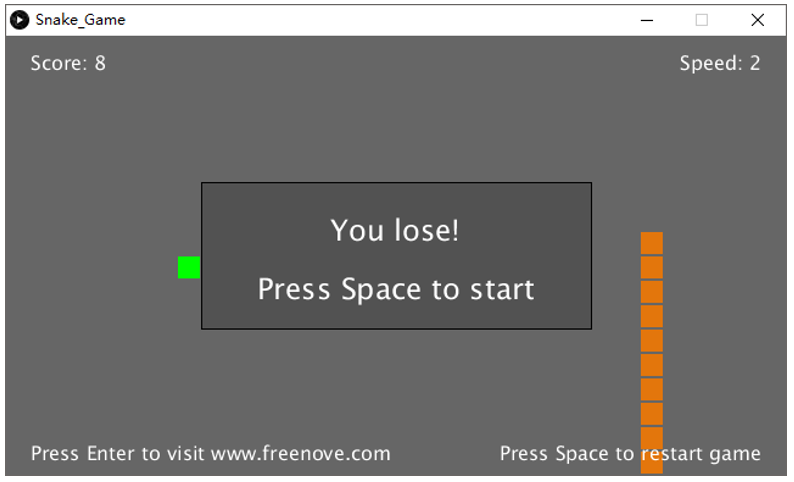 Snake_Game
Score: 8
Speed: 2
You lose!
Press Space to start
Press Enter to visit www.freenove.com
Press Space to restart game